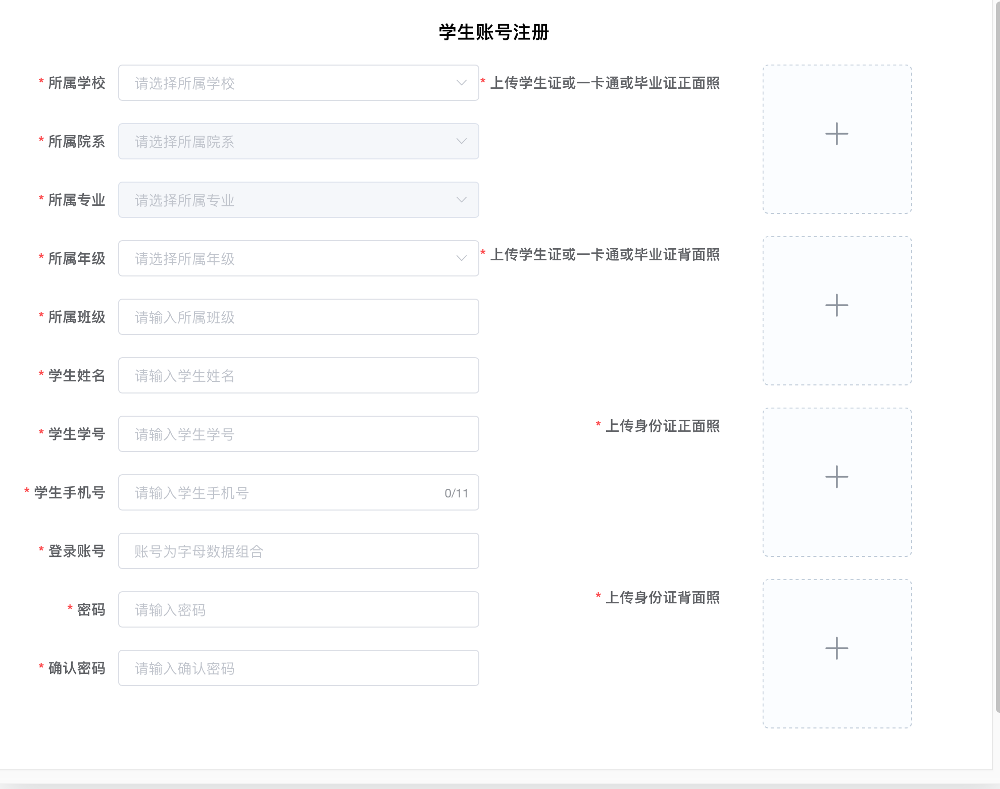 学生账号注册
* 所属学校
请选择所属学校
* 所属院系
请选择所属院系
* 所属专业
请选择所属专业
* 所属年级
请选择所属年级
* 所属班级
请输入所属班级
* 学生姓名
请输入学生姓名
* 学生学号
请输入学生学号
* 学生手机号
请输入学生手机号
0/11
* 登录账号
账号为字母数据组合
* 密码
请输入密码
* 确认密码
请输入确认密码
* 上传学生证或一卡通或毕业证正面照
* 上传学生证或一卡通或毕业证背面照
* 上传身份证正面照
* 上传身份证背面照